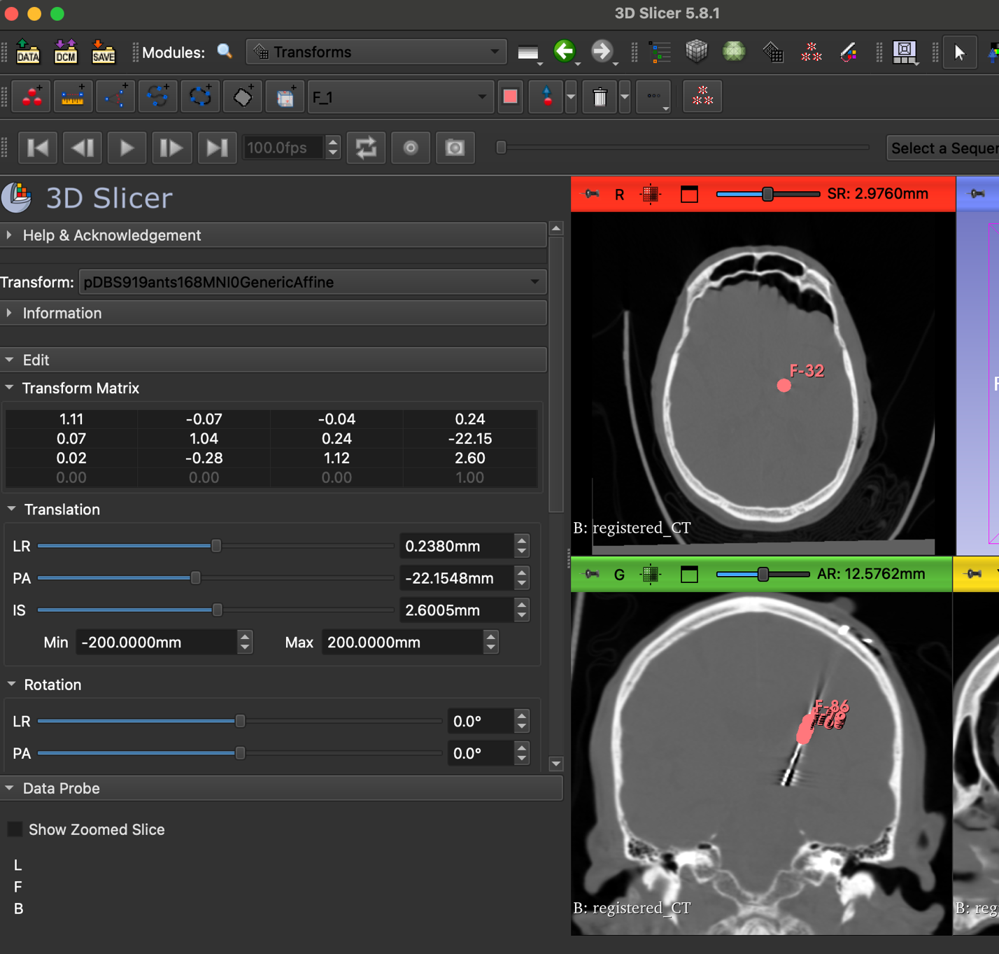 3D Slicer 5.8.1
DATA
DCM
SAVE
Modules:
Transforms
F_1
100.0fps
Select a Sequen
3D Slicer
Help & Acknowledgement
Transform: pDBS919ants168MNI0GenericAffine
Information
Edit
Transform Matrix
1.11 -0.07 -0.04 0.24
0.07 1.04 0.24 -22.15
0.02 -0.28 1.12 2.60
0.00 0.00 0.00 1.00
Translation
LR 0.2380mm
PA -22.1548mm
IS 2.6005mm
Min -200.0000mm Max 200.0000mm
Rotation
LR 0.0°
PA 0.0°
Data Probe
Show Zoomed Slice
L
F
B
R SR: 2.9760mm
F-32
B: registered_CT
G AR: 12.5762mm
F-86
B: registered_CT
B: reg